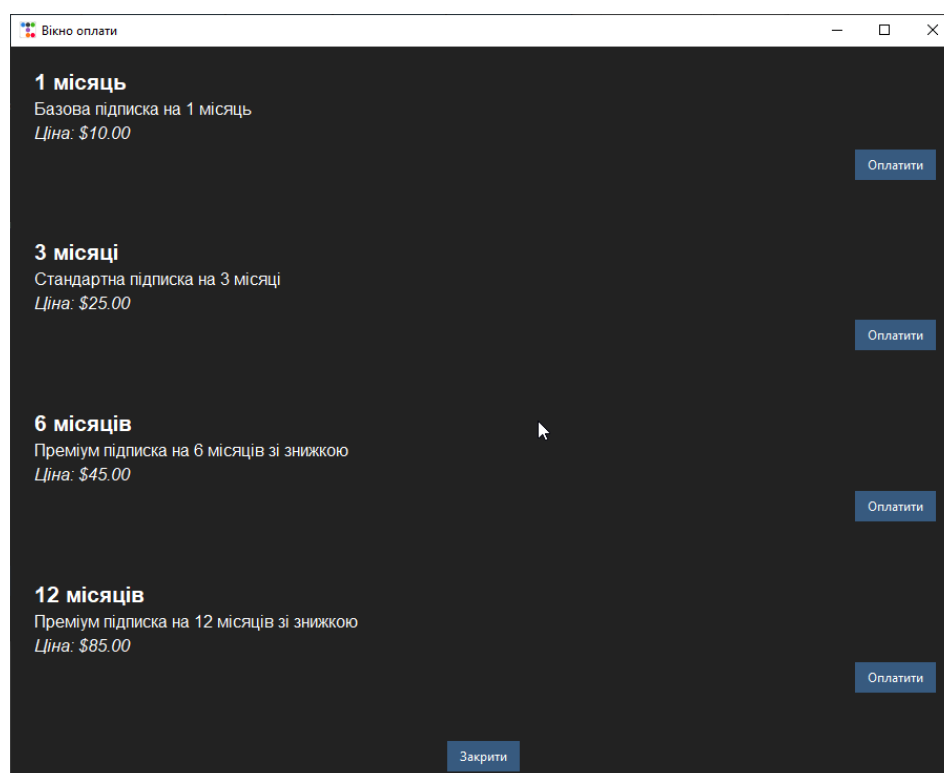 Вікно оплати
1 місяць
Базова підписка на 1 місяць
Ціна: $10.00
Оплатити
3 місяці
Стандартна підписка на 3 місяці
Ціна: $25.00
Оплатити
6 місяців
Преміум підписка на 6 місяців зі знижкою
Ціна: $45.00
Оплатити
12 місяців
Преміум підписка на 12 місяців зі знижкою
Ціна: $85.00
Оплатити
Закрити